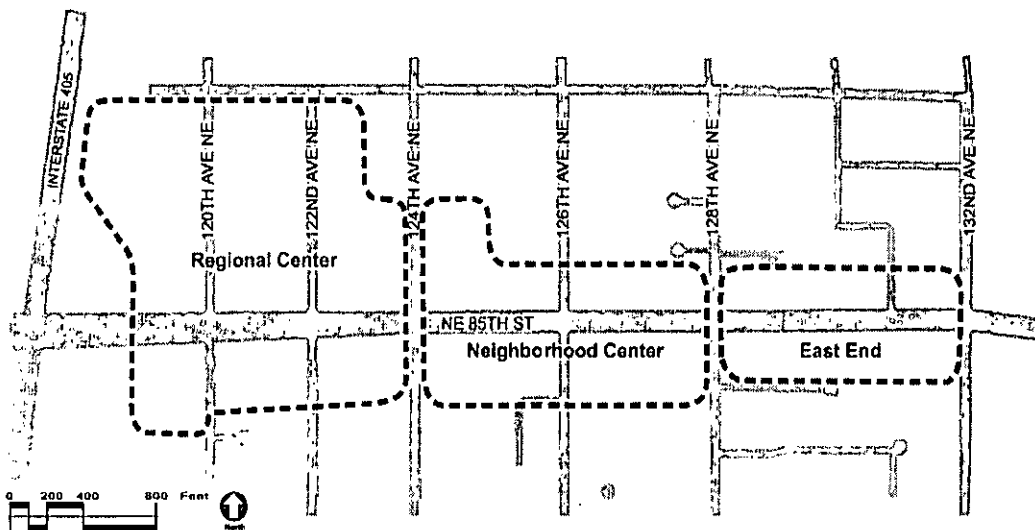 INTERSTATE 405
120TH AVE NE
122ND AVE NE
124TH AVE NE
126TH AVE NE
128TH AVE NE
132ND AVE NE
Regional Center
NE 85TH ST
Neighborhood Center
East End
0 200 400 800 Feet
North